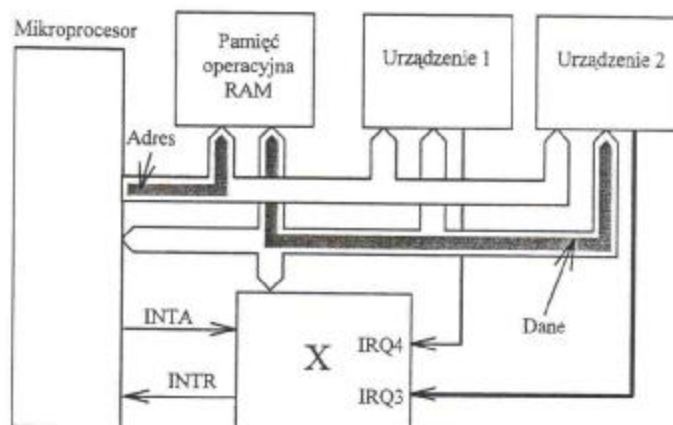 Mikroprocesor
Pamięć
operacyjna
RAM
Urządzenie 1
Urządzenie 2
Adres
Dane
INTA
INTR
X
IRQ4
IRQ3